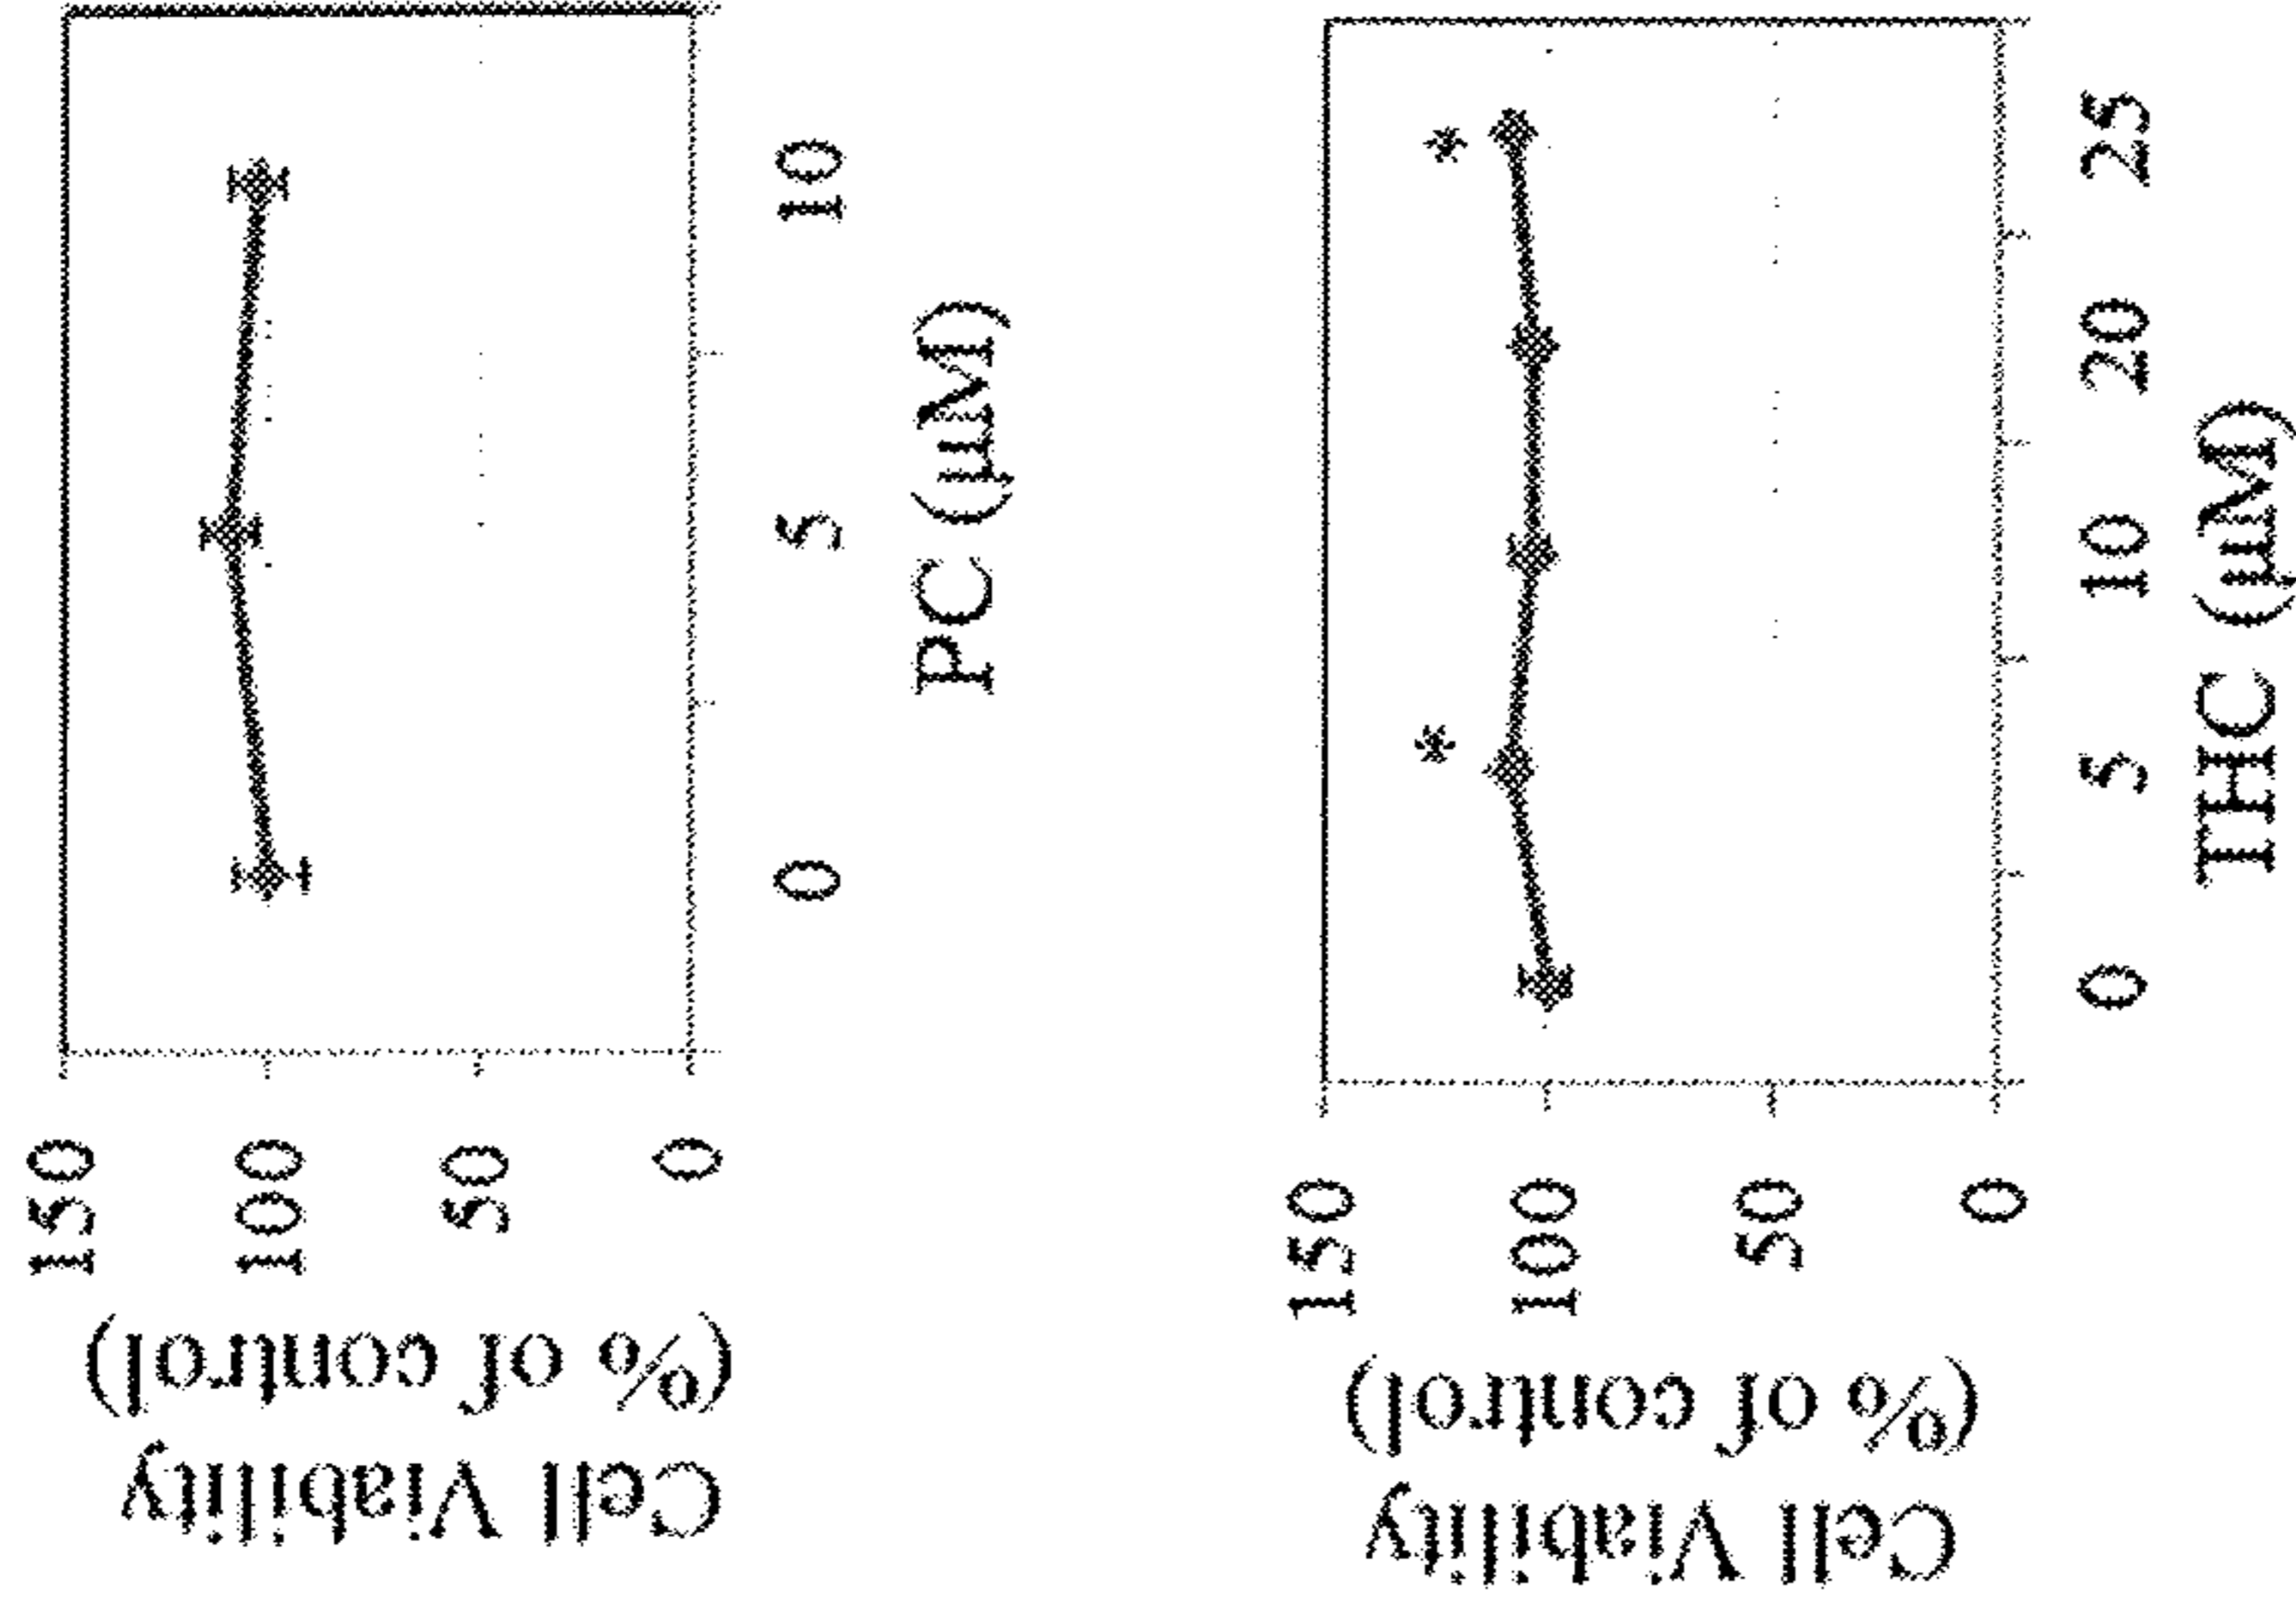 Cell Viability
(% of control)
150
100
50
0
0 5 10
PC (µM)
Cell Viability
(% of control)
150
100
50
0
*
*
0 5 10 20 25
THC (µM)